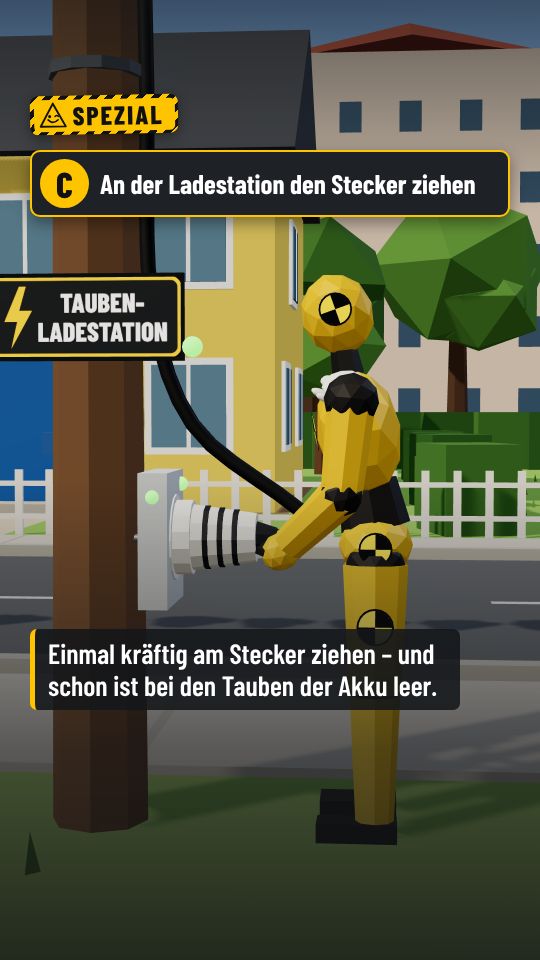 SPEZIAL
C An der Ladestation den Stecker ziehen
TAUBEN-
LADESTATION
Einmal kräftig am Stecker ziehen – und
schon ist bei den Tauben der Akku leer.